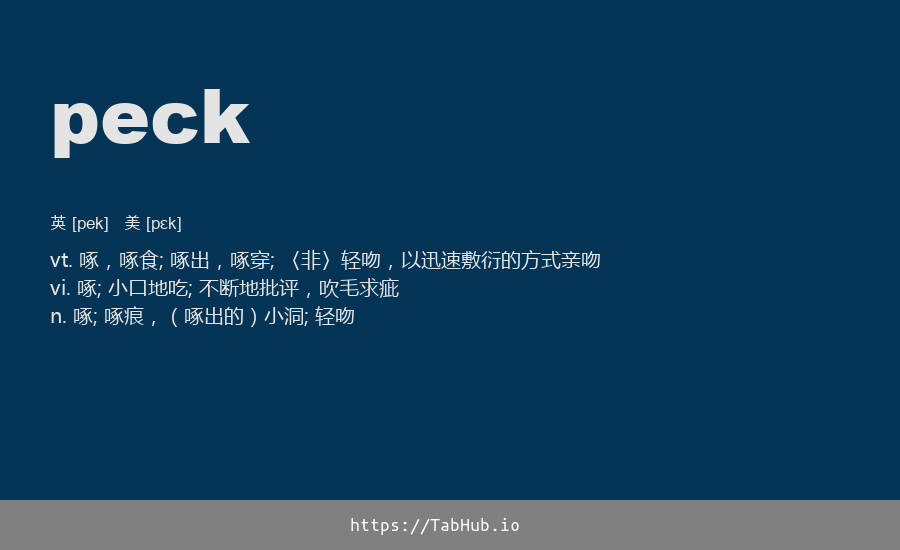 peck
英 [pek] 美 [pɛk]
vt. 啄，啄食; 啄出，啄穿; 〈非〉轻吻，以迅速敷衍的方式亲吻
vi. 啄; 小口地吃; 不断地批评，吹毛求疵
n. 啄; 啄痕，（啄出的）小洞; 轻吻
https://TabHub.io